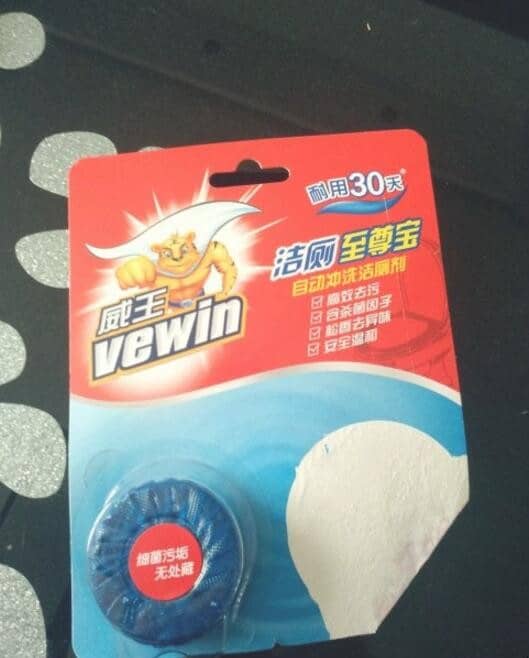 耐用30天
洁厕至尊宝
自动冲洗洁厕剂
腐效去污
含杀菌因子
松香去异味
安全温和
威王
vewin
细菌污垢
无处藏